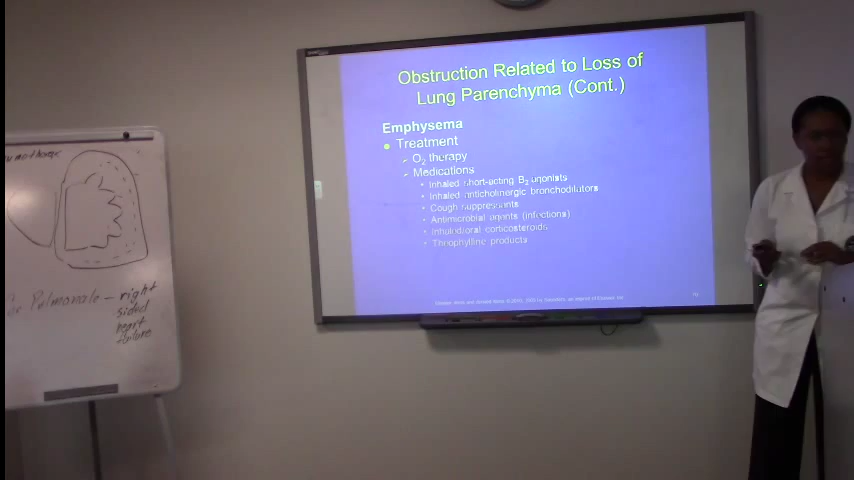 Obstruction Related to Loss of
Lung Parenchyma (Cont.)
Emphysema
Treatment
O2 therapy
Medications
Inhaled short-acting B2 agonists
Inhaled anticholinergic bronchodilators
Cough suppressants
Antimicrobial agents (infections)
Inhaled/oral corticosteroids
Theophylline products
Pulmonale - right
sided
heart
failure